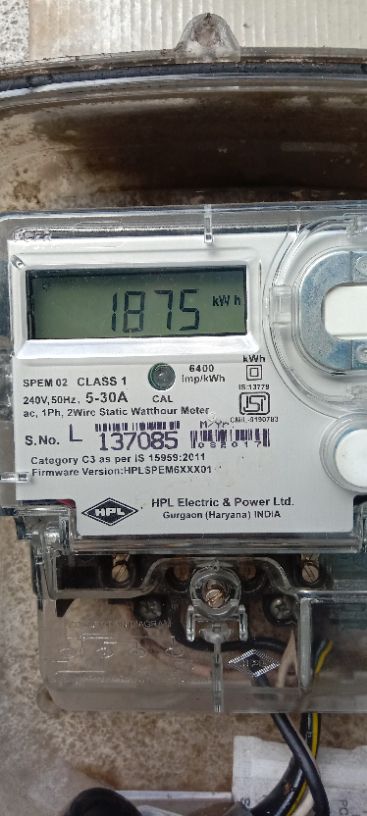 1875 kWh
kWh
6400
Imp/kWh
IS:13779
SPEM 02 CLASS 1
240V,50Hz, 5-30A CAL
ac, 1Ph, 2Wire Static Watthour Meter
S.No. L 137085
M/YR
082017
Category C3 as per IS 15959:2011
Firmware Version:HPLSPEM6XXX01
HPL
HPL Electric & Power Ltd.
Gurgaon (Haryana) INDIA